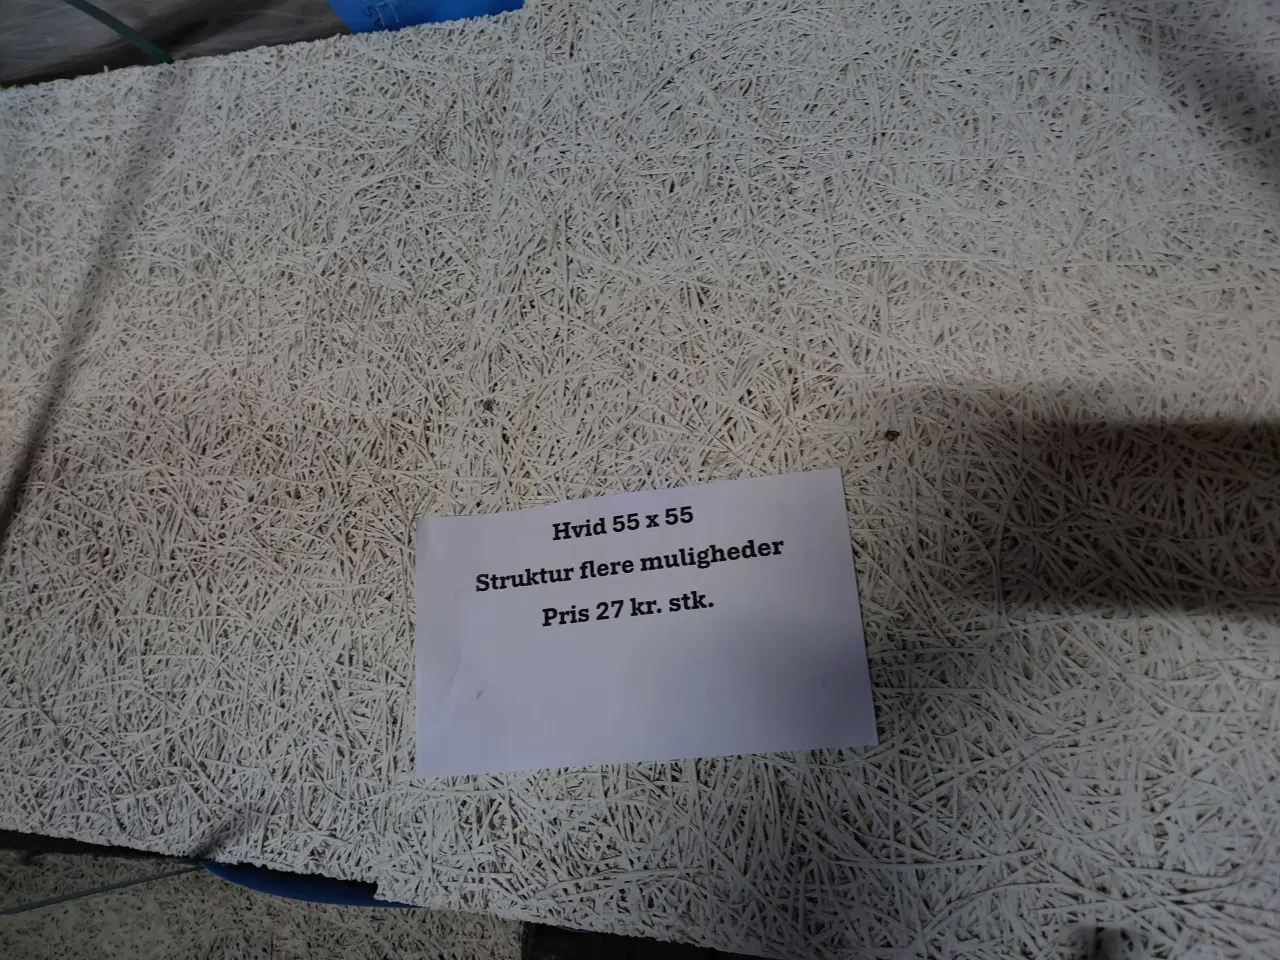 Hvid 55 x 55
Struktur flere muligheder
Pris 27 kr. stk.